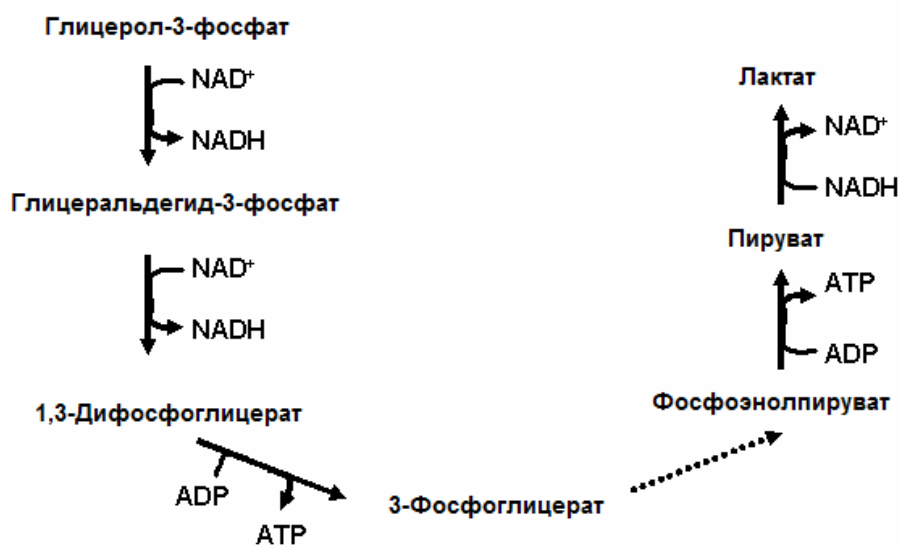 Глицерол-3-фосфат
NAD⁺
NADH
Глицеральдегид-3-фосфат
NAD⁺
NADH
1,3-Дифосфоглицерат
ADP
ATP
3-Фосфоглицерат
Фосфоэнолпируват
ADP
ATP
Пируват
NADH
NAD⁺
Лактат